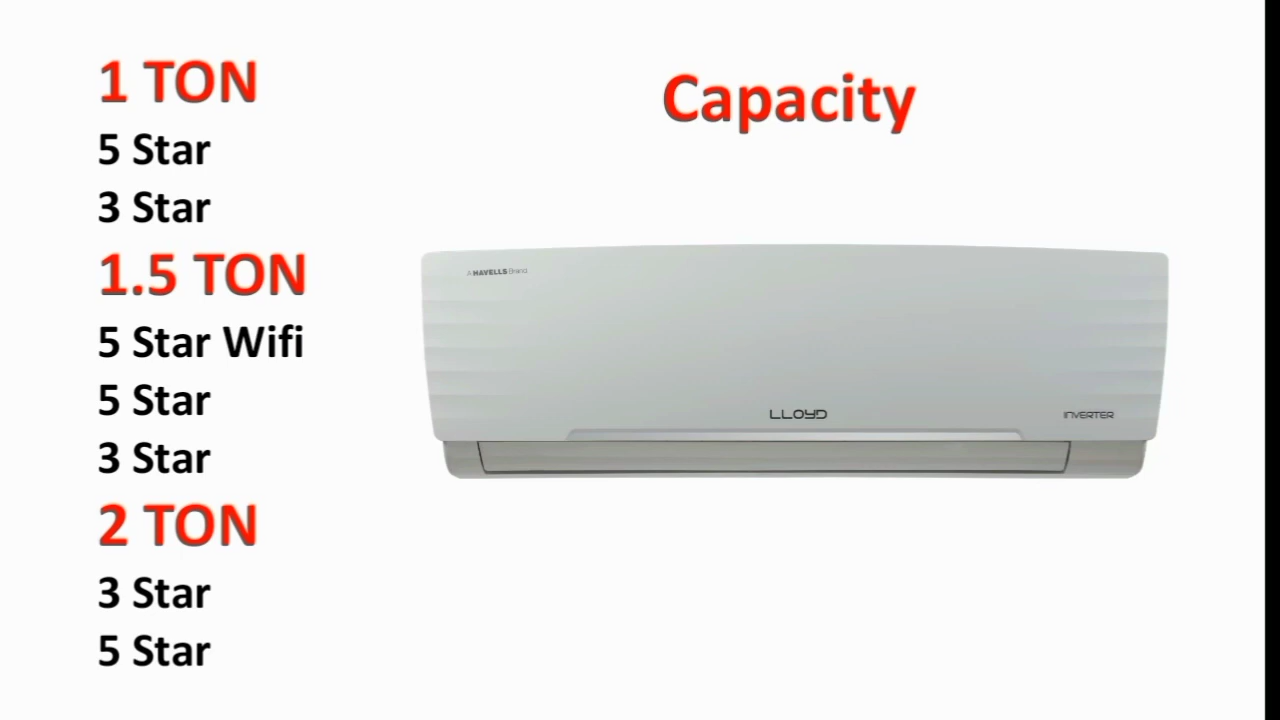 1 TON
5 Star
3 Star
1.5 TON
5 Star Wifi
5 Star
3 Star
2 TON
3 Star
5 Star
Capacity
A HAVELLS Brand
LLOYD
INVERTER